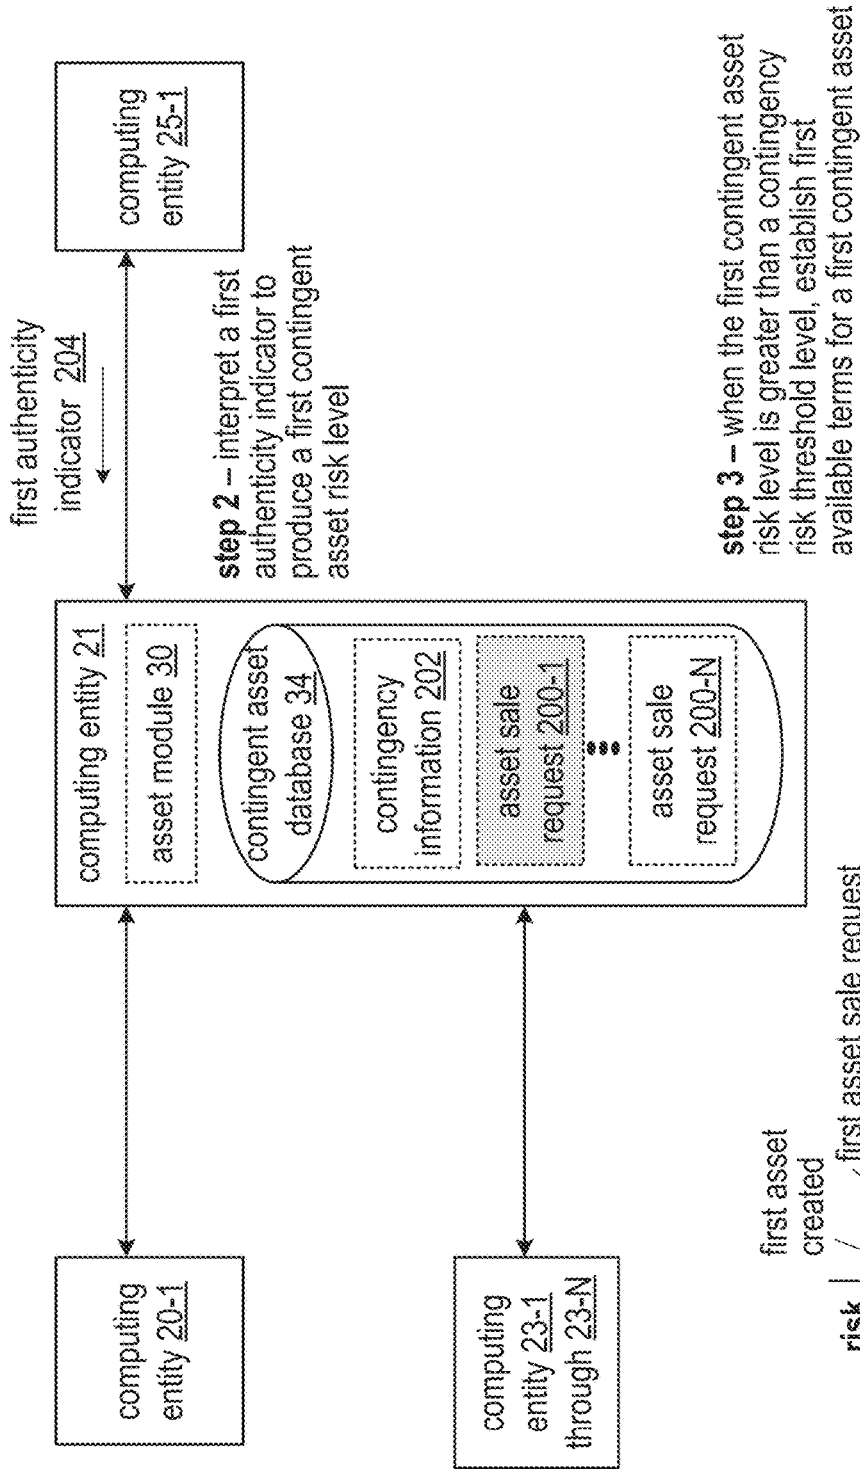 first authenticity
indicator 204
computing
entity 25-1
step 2 – interpret a first
authenticity indicator to
produce a first contingent
asset risk level
step 3 – when the first contingent asset
risk level is greater than a contingency
risk threshold level, establish first
available terms for a first contingent asset
computing entity 21
asset module 30
contingent asset
database 34
contingency
information 202
asset sale
request 200-1
asset sale
request 200-N
computing
entity 20-1
computing
entity 23-1
through 23-N
first asset
created
first asset sale request
risk